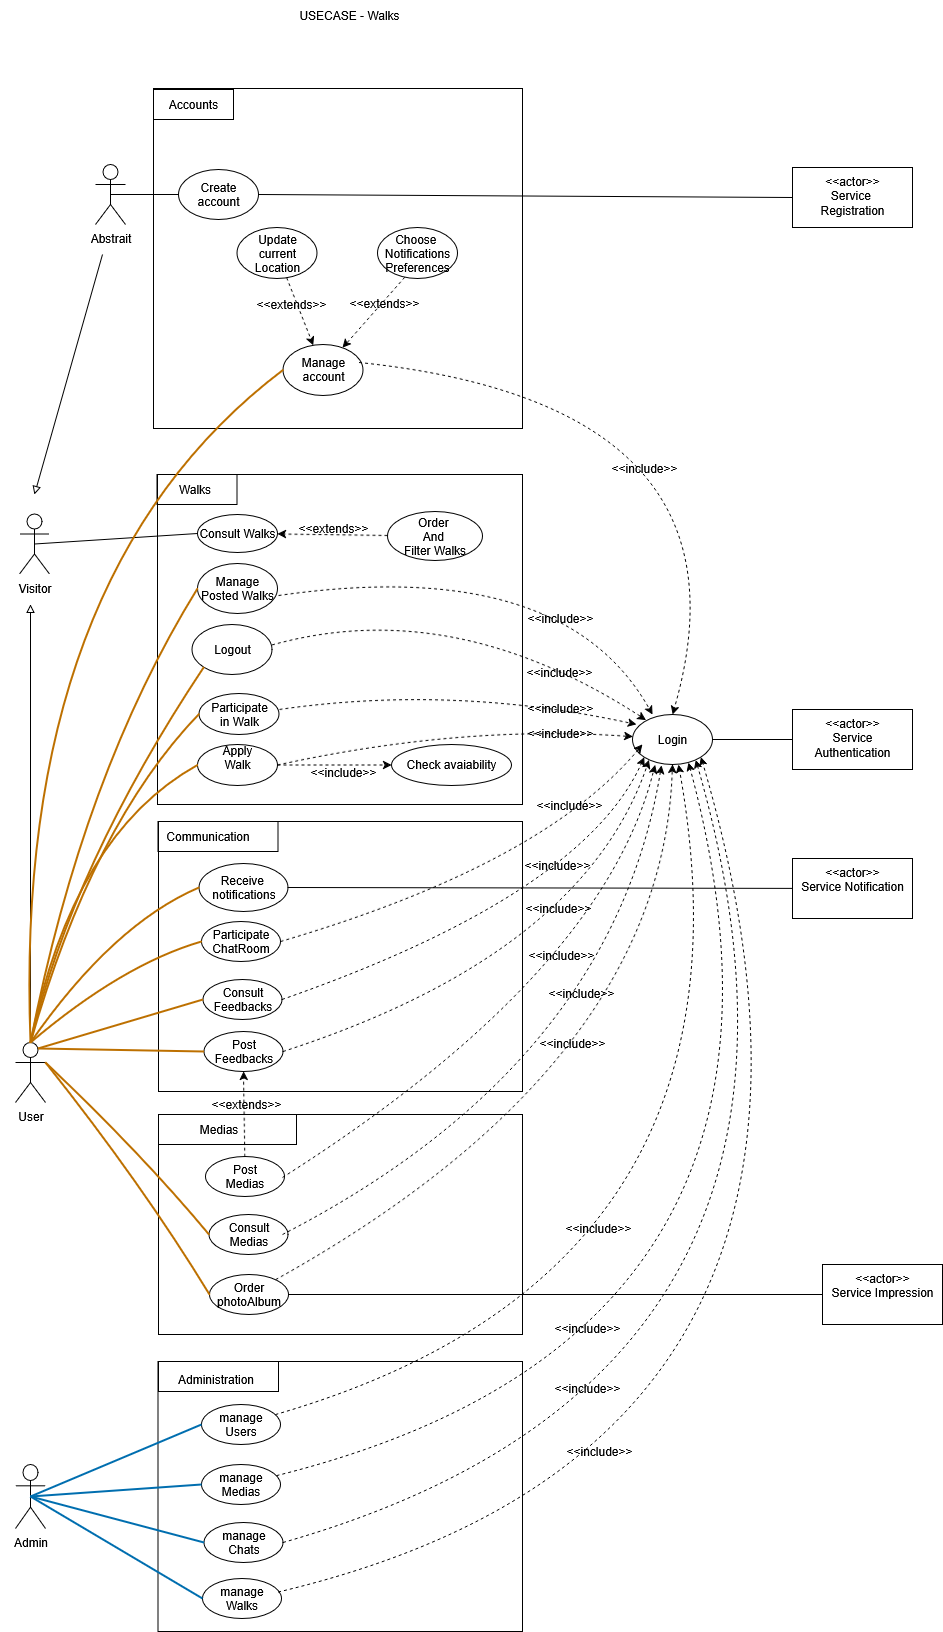 USECASE - Walks
Accounts
Create
account
<<actor>>
Service
Registration
Abstrait
Update
current
Location
Choose
Notifications
Preferences
<<extends>>
<<extends>>
Manage
account
<<include>>
Walks
Visitor
Consult Walks
<<extends>>
Order
And
Filter Walks
Manage
Posted Walks
<<include>>
Logout
<<include>>
Participate
in Walk
<<include>>
Apply
Walk
<<include>>
<<include>>
Check avaiability
Login
<<actor>>
Service
Authentication
Communication
<<include>>
Receive
notifications
<<include>>
<<actor>>
Service Notification
Participate
ChatRoom
<<include>>
Consult
Feedbacks
<<include>>
<<include>>
Post
Feedbacks
<<include>>
User
<<extends>>
Medias
Post
Medias
Consult
Medias
<<include>>
Order
photoAlbum
<<actor>>
Service Impression
<<include>>
Administration
<<include>>
manage
Users
<<include>>
manage
Medias
manage
Chats
manage
Walks
Admin